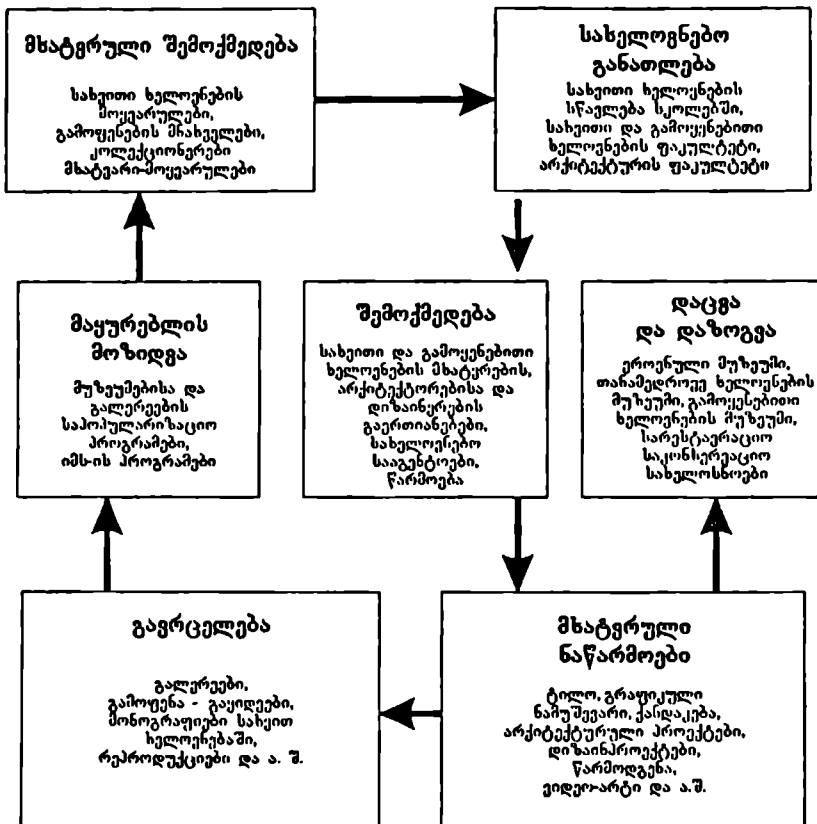 მხატვრული შემოქმედება
სახვითი ხელოვნების
მოყვარულები,
გამოფენების მნახველები,
კოლექციონერები
მხატვარი-მოყვარულები
სახელოვნებო
განათლება
სახვითი ხელოვნების
სწავლება სკოლებში,
სახვითი და გამოყენებითი
ხელოვნების ფაკულტეტი,
არქიტექტურის ფაკულტეტი
მაყურებლის
მოზიდვა
მუზეუმებისა და
გალერეების
საპოპულარიზაციო
პროგრამები,
იმს-ის პროგრამები
შემოქმედება
სახვითი და გამოყენებითი
ხელოვნების მხატვრების,
არქიტექტორებისა და
დიზაინერების
გაერთიანებები,
სახელოვნებო
სააგენტოები,
წარმოება
დაცვა
და დაზოგვა
ეროვნული მუზეუმი,
თანამედროვე ხელოვნების
მუზეუმი, გამოყენებითი
ხელოვნების მუზეუმი,
სარესტავრაციო
საკონსერვაციო
სახელოსნოები
გავრცელება
გალერეები,
გამოფენა - გაყიდვები,
მონოგრაფიები სახვით
ხელოვნებაში,
რეპროდუქციები და ა. შ.
მხატვრული
ნაწარმოები
ტილო, გრაფიკული
ნამუშევარი, ქანდაკება,
არქიტექტურული პროექტები,
დიზაინპროექტები,
წარმოდგენა,
ვიდეო-არტი და ა.შ.